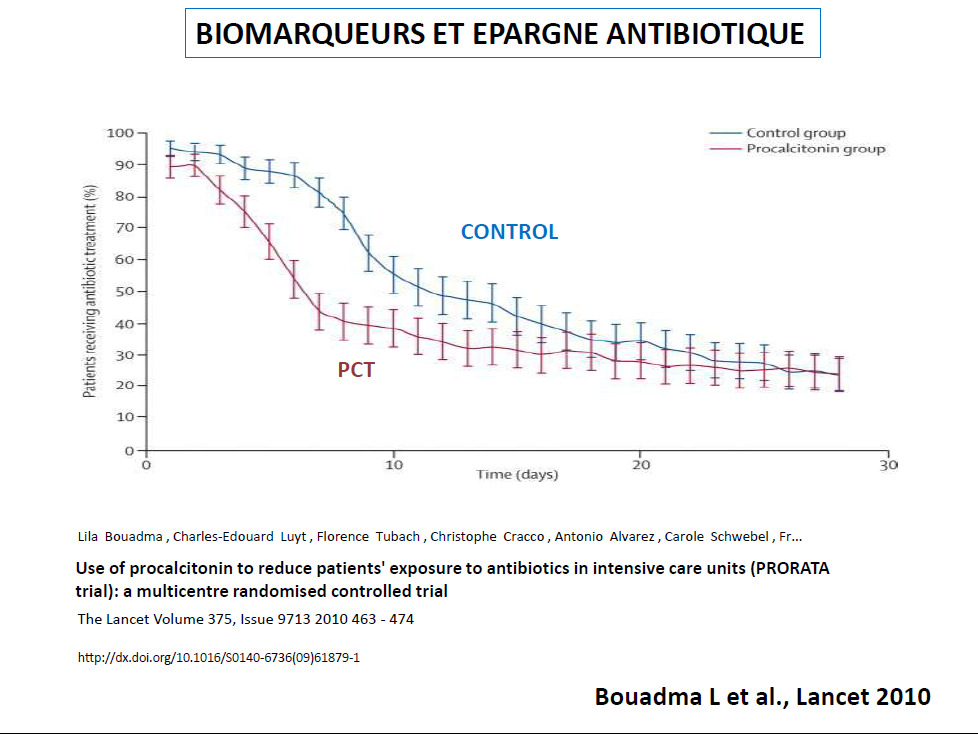 BIOMARQUEURS ET EPARGNE ANTIBIOTIQUE
Control group
Procalcitonin group
100
90
80
70
60
50
40
30
20
10
0
Patients receiving antibiotic treatment (%)
CONTROL
PCT
0
10
20
30
Time (days)
Lila Bouadma , Charles-Edouard Luyt , Florence Tubach , Christophe Cracco , Antonio Alvarez , Carole Schwebel , Fr...
Use of procalcitonin to reduce patients' exposure to antibiotics in intensive care units (PRORATA
trial): a multicentre randomised controlled trial
The Lancet Volume 375, Issue 9713 2010 463 - 474
http://dx.doi.org/10.1016/S0140-6736(09)61879-1
Bouadma L et al., Lancet 2010